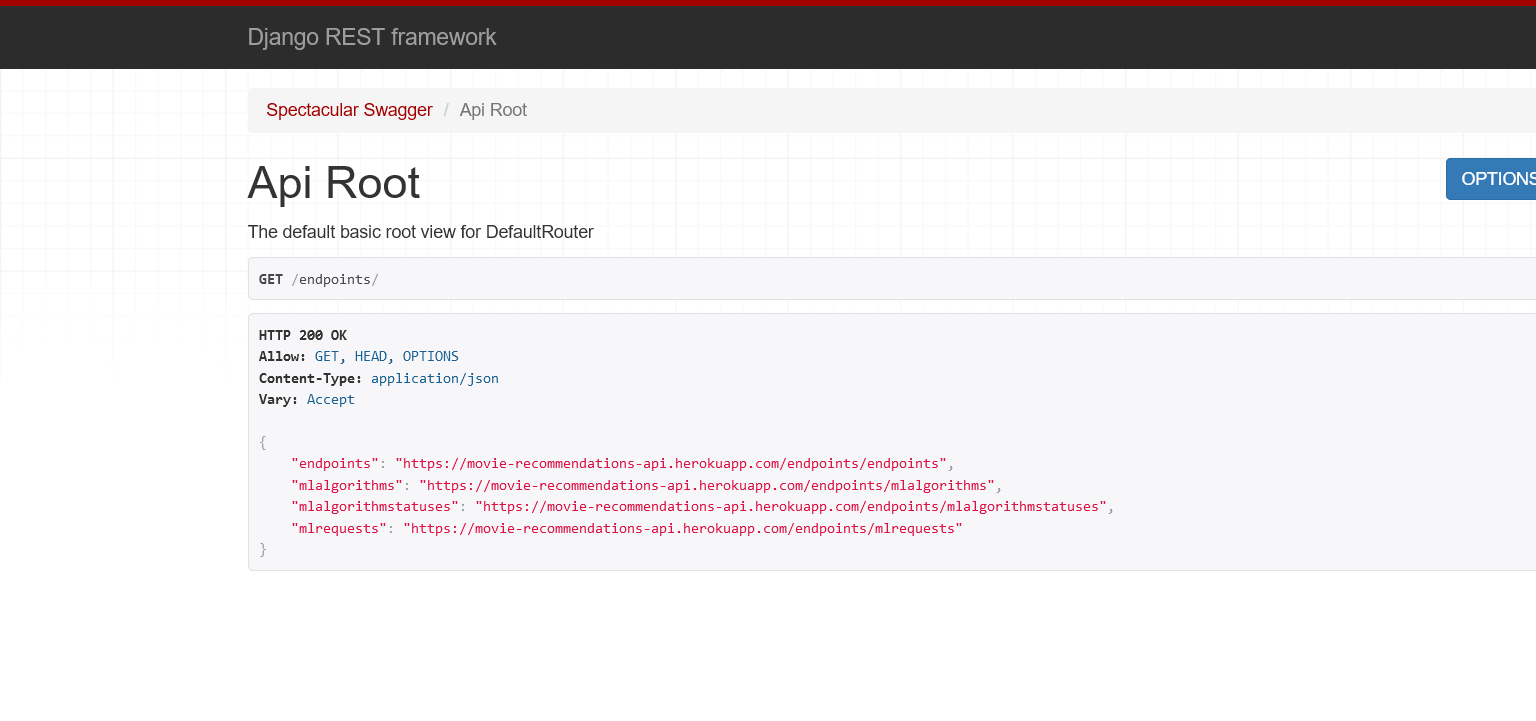 Django REST framework
Spectacular Swagger / Api Root
Api Root
OPTIONS
The default basic root view for DefaultRouter
GET /endpoints/
HTTP 200 OK
Allow: GET, HEAD, OPTIONS
Content-Type: application/json
Vary: Accept
{
    "endpoints": "https://movie-recommendations-api.herokuapp.com/endpoints/endpoints",
    "mlalgorithms": "https://movie-recommendations-api.herokuapp.com/endpoints/mlalgorithms",
    "mlalgorithmstatuses": "https://movie-recommendations-api.herokuapp.com/endpoints/mlalgorithmstatuses",
    "mlrequests": "https://movie-recommendations-api.herokuapp.com/endpoints/mlrequests"
}